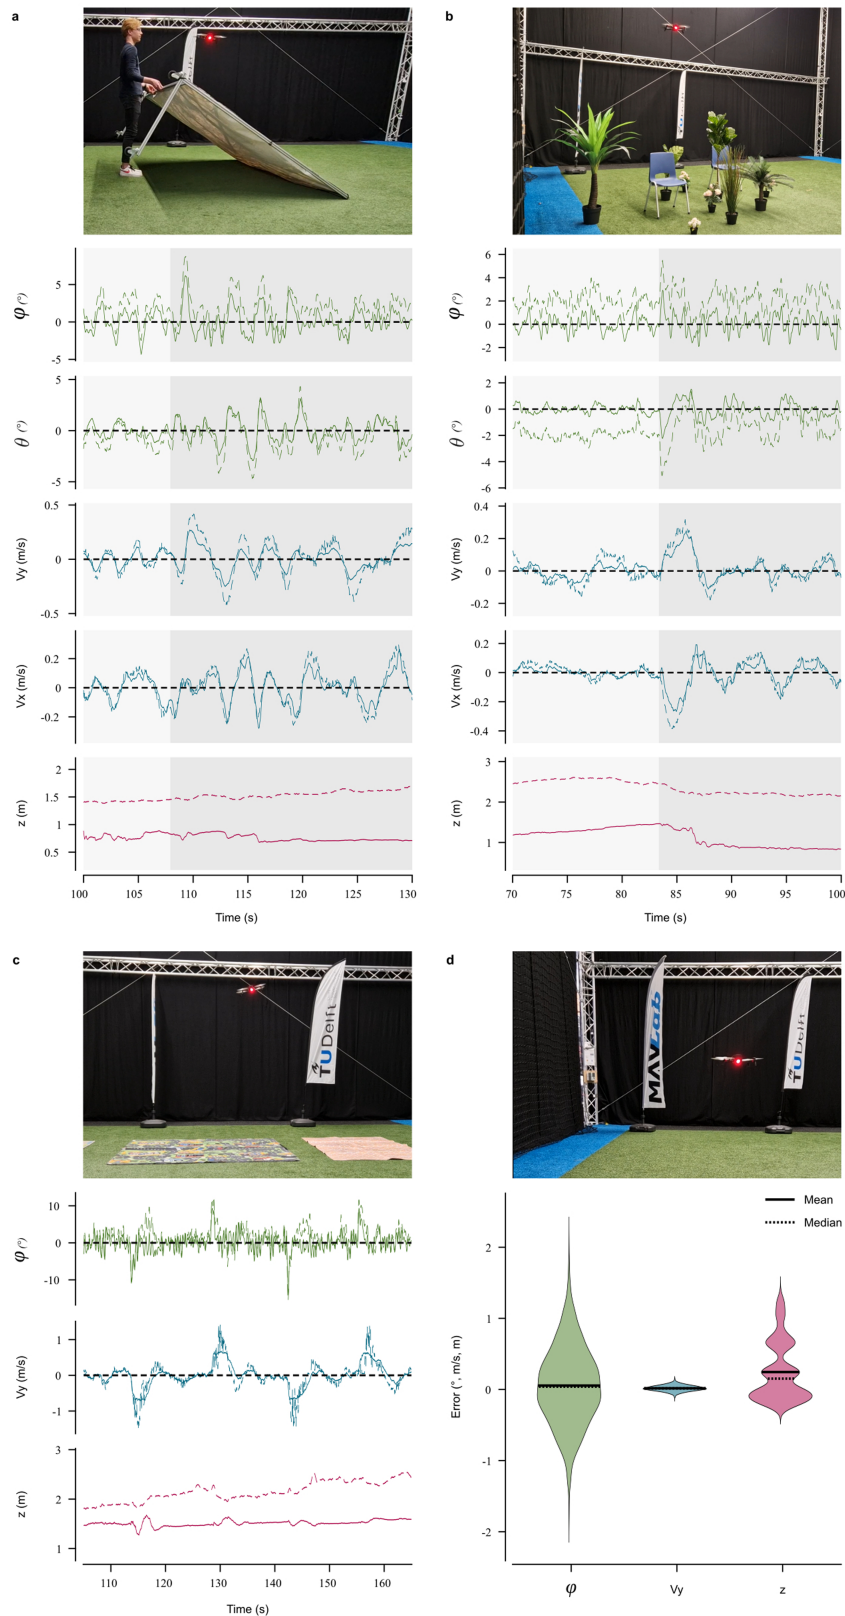 a
5
0
-5
φ (°)
5
0
-5
θ (°)
0.5
0
-0.5
Vy (m/s)
0.2
0
-0.2
Vx (m/s)
2
1.5
1
0.5
z (m)
100 105 110 115 120 125 130
Time (s)
b
6
4
2
0
-2
φ (°)
2
0
-2
-4
-6
θ (°)
0.4
0.2
0
-0.2
Vy (m/s)
0.2
0
-0.2
-0.4
Vx (m/s)
3
2
1
z (m)
70 75 80 85 90 95 100
Time (s)
c
TUDelft
10
0
-10
φ (°)
1
0
-1
Vy (m/s)
3
2
1
z (m)
110 120 130 140 150 160
Time (s)
d
MAVLab
TUDelft
Mean
Median
2
1
0
-1
-2
Error (°, m/s, m)
φ Vy z